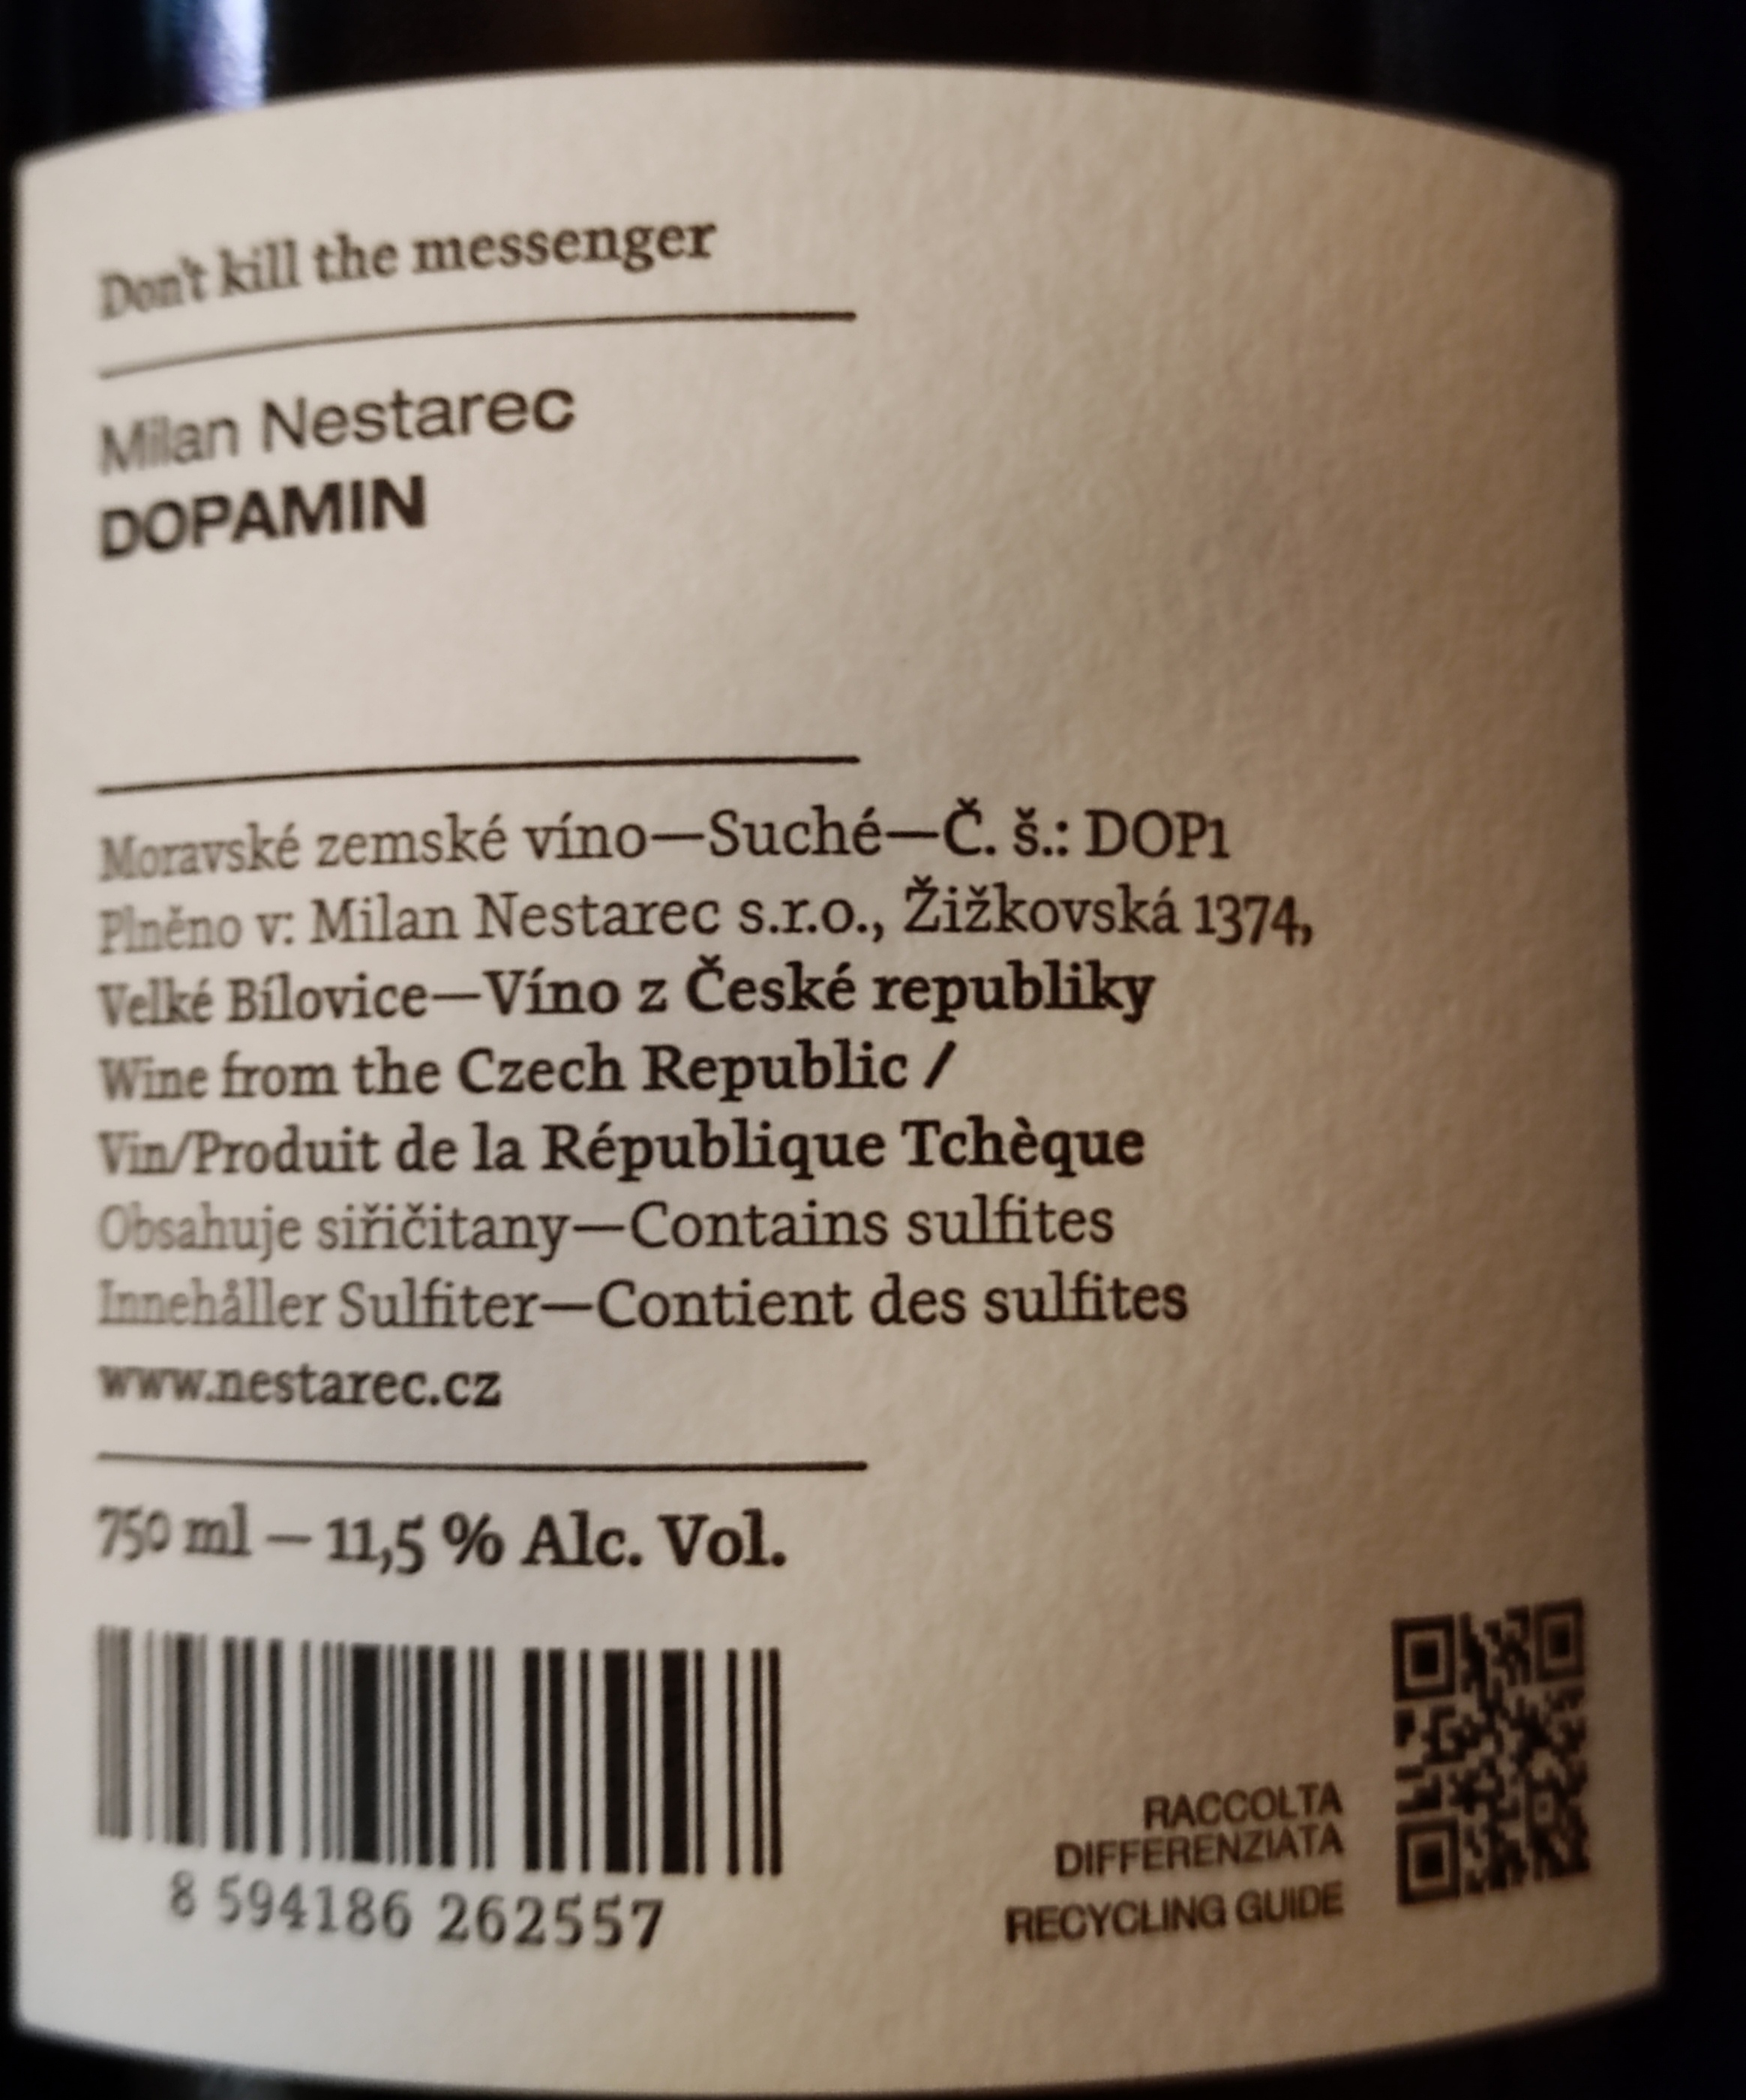 Don't kill the messenger
Milan Nestarec
DOPAMIN
Moravské zemské víno—Suché—Č. š.: DOP1
Plněno v: Milan Nestarec s.r.o., Žižkovská 1374,
Velké Bílovice—Víno z České republiky
Wine from the Czech Republic /
Vin/Produit de la République Tchèque
Obsahuje siřičitany—Contains sulfites
Innehåller Sulfiter—Contient des sulfites
www.nestarec.cz
750 ml — 11,5 % Alc. Vol.
8 594186 262557
RACCOLTA
DIFFERENZIATA
RECYCLING GUIDE